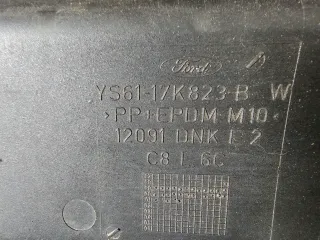 Ford
YS61-17K823-B W
>PP+EPDM-M10<
12091 DNK E 2
C8 F 6C